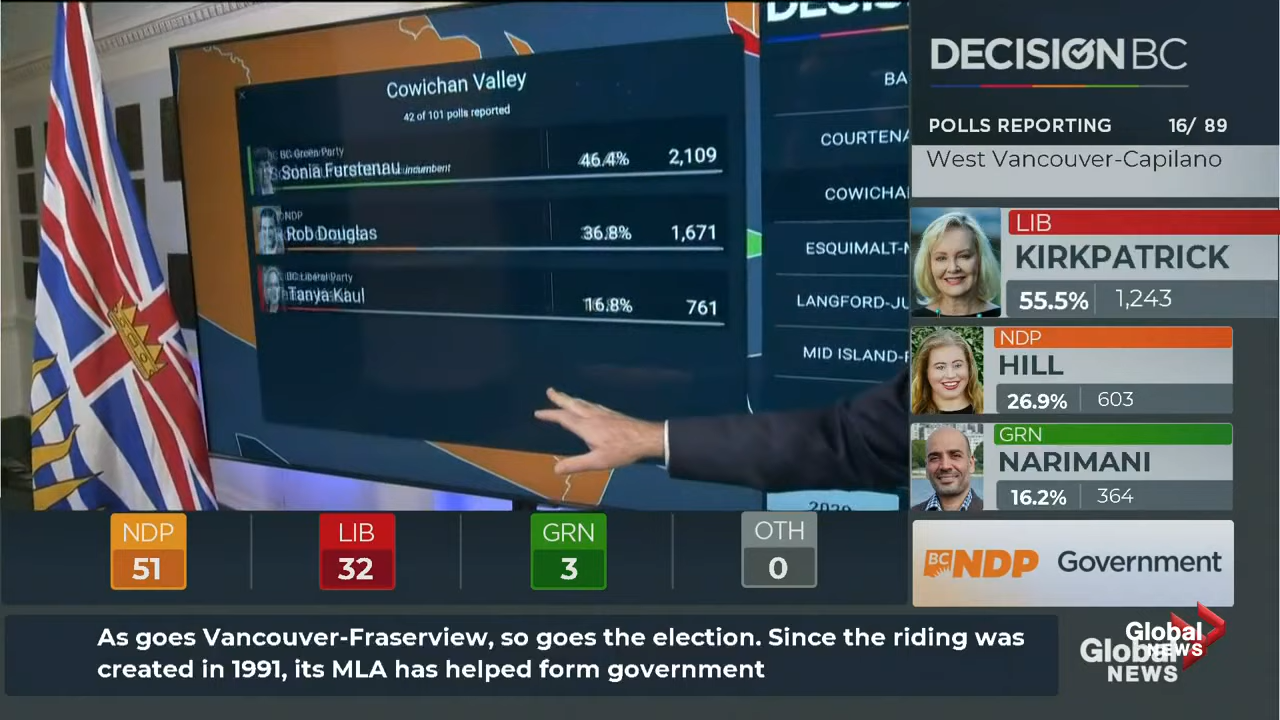 Cowichan Valley
42 of 101 polls reported
BC Green Party
Sonia Furstenau incumbent
46.4% 2,109
NDP
Rob Douglas
36.8% 1,671
BC Liberal Party
Tanya Kaul
16.8% 761
BA
COURTENA
COWICHA
ESQUIMALT-
LANGFORD-JU
MID ISLAND-
2020
DECISION BC
POLLS REPORTING 16/ 89
West Vancouver-Capilano
LIB
KIRKPATRICK
55.5% 1,243
NDP
HILL
26.9% 603
GRN
NARIMANI
16.2% 364
BC NDP Government
NDP LIB GRN OTH
51 32 3 0
As goes Vancouver-Fraserview, so goes the election. Since the riding was
created in 1991, its MLA has helped form government
Global
NEWS
Global
NEWS